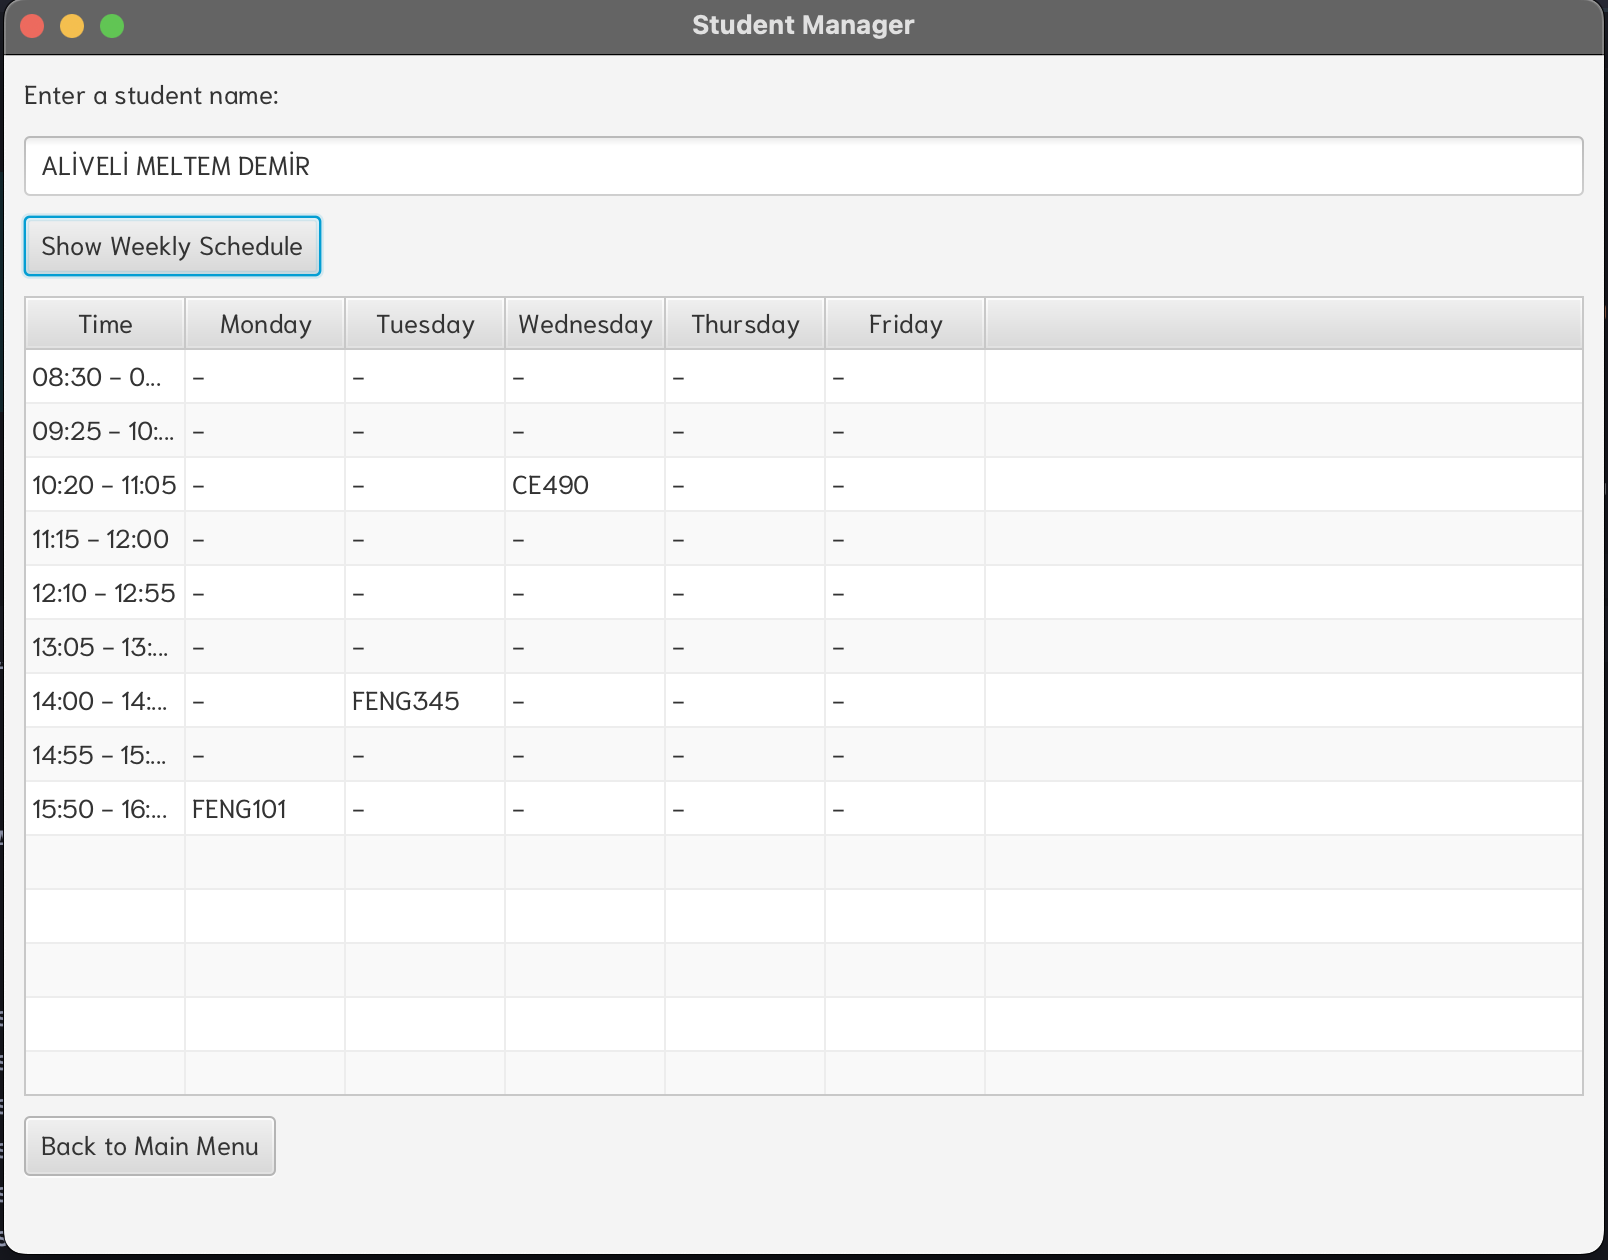 Student Manager
Enter a student name:
ALİVELİ MELTEM DEMİR
Show Weekly Schedule
Time Monday Tuesday Wednesday Thursday Friday
08:30 - 0... - - - - -
09:25 - 10:... - - - - -
10:20 - 11:05 - - CE490 - -
11:15 - 12:00 - - - - -
12:10 - 12:55 - - - - -
13:05 - 13:... - - - - -
14:00 - 14:... - FENG345 - - -
14:55 - 15:... - - - - -
15:50 - 16:... FENG101 - - - -
Back to Main Menu